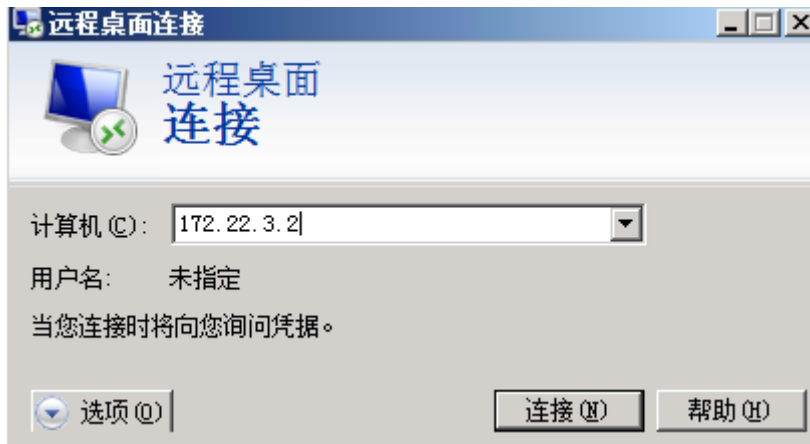 远程桌面连接
远程桌面
连接
计算机(C): 172.22.3.2
用户名: 未指定
当您连接时将向您询问凭据。
选项(O) 连接(N) 帮助(H)